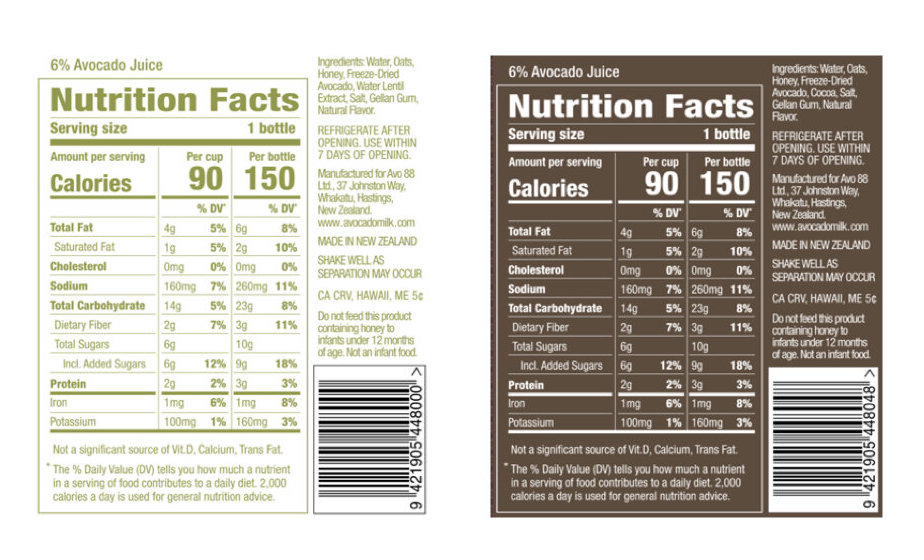 6% Avocado Juice
Nutrition Facts
Serving size 1 bottle
Amount per serving Per cup Per bottle
Calories 90 150
% DV* % DV*
Total Fat 4g 5% 6g 8%
Saturated Fat 1g 5% 2g 10%
Cholesterol 0mg 0% 0mg 0%
Sodium 160mg 7% 260mg 11%
Total Carbohydrate 14g 5% 23g 8%
Dietary Fiber 2g 7% 3g 11%
Total Sugars 6g 10g
Incl. Added Sugars 6g 12% 9g 18%
Protein 2g 2% 3g 3%
Iron 1mg 6% 1mg 8%
Potassium 100mg 1% 160mg 3%
Not a significant source of Vit.D, Calcium, Trans Fat.
* The % Daily Value (DV) tells you how much a nutrient
in a serving of food contributes to a daily diet. 2,000
calories a day is used for general nutrition advice.
Ingredients: Water, Oats,
Honey, Freeze-Dried
Avocado, Water Lentil
Extract, Salt, Gellan Gum,
Natural Flavor.
REFRIGERATE AFTER
OPENING. USE WITHIN
7 DAYS OF OPENING.
Manufactured for Avo 88
Ltd., 37 Johnston Way,
Whakatu, Hastings,
New Zealand.
www.avocadomilk.com
MADE IN NEW ZEALAND
SHAKE WELL AS
SEPARATION MAY OCCUR
CA CRV, HAWAII, ME 5¢
Do not feed this product
containing honey to
infants under 12 months
of age. Not an infant food.
9 421905 448000 >
6% Avocado Juice
Nutrition Facts
Serving size 1 bottle
Amount per serving Per cup Per bottle
Calories 90 150
% DV* % DV*
Total Fat 4g 5% 6g 8%
Saturated Fat 1g 5% 2g 10%
Cholesterol 0mg 0% 0mg 0%
Sodium 160mg 7% 260mg 11%
Total Carbohydrate 14g 5% 23g 8%
Dietary Fiber 2g 7% 3g 11%
Total Sugars 6g 10g
Incl. Added Sugars 6g 12% 9g 18%
Protein 2g 2% 3g 3%
Iron 1mg 6% 1mg 8%
Potassium 100mg 1% 160mg 3%
Not a significant source of Vit.D, Calcium, Trans Fat.
* The % Daily Value (DV) tells you how much a nutrient
in a serving of food contributes to a daily diet. 2,000
calories a day is used for general nutrition advice.
Ingredients: Water, Oats,
Honey, Freeze-Dried
Avocado, Cocoa, Salt,
Gellan Gum, Natural
Flavor.
REFRIGERATE AFTER
OPENING. USE WITHIN
7 DAYS OF OPENING.
Manufactured for Avo 88
Ltd., 37 Johnston Way,
Whakatu, Hastings,
New Zealand.
www.avocadomilk.com
MADE IN NEW ZEALAND
SHAKE WELL AS
SEPARATION MAY OCCUR
CA CRV, HAWAII, ME 5¢
Do not feed this product
containing honey to
infants under 12 months
of age. Not an infant food.
9 421905 448048 >